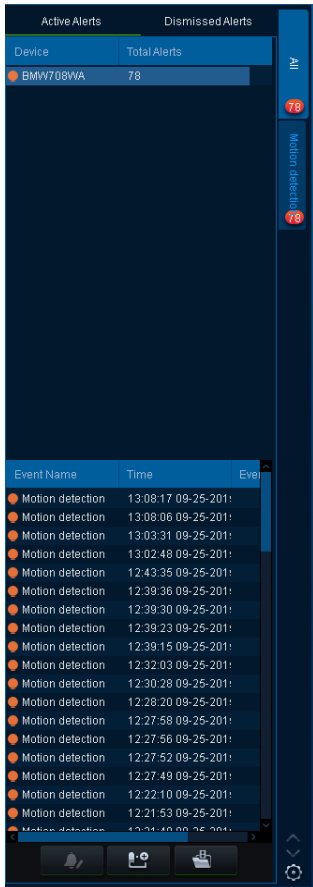 Active Alerts Dismissed Alerts
Device Total Alerts
BMW708WA 78
All
78
Motion detection
78
Event Name Time Eve
Motion detection 13:08:17 09-25-201
Motion detection 13:08:06 09-25-201
Motion detection 13:03:31 09-25-201
Motion detection 13:02:48 09-25-201
Motion detection 12:43:35 09-25-201
Motion detection 12:39:36 09-25-201
Motion detection 12:39:30 09-25-201
Motion detection 12:39:23 09-25-201
Motion detection 12:39:15 09-25-201
Motion detection 12:32:03 09-25-201
Motion detection 12:30:28 09-25-201
Motion detection 12:28:20 09-25-201
Motion detection 12:27:58 09-25-201
Motion detection 12:27:56 09-25-201
Motion detection 12:27:52 09-25-201
Motion detection 12:27:49 09-25-201
Motion detection 12:22:10 09-25-201
Motion detection 12:21:53 09-25-201
Motion detection